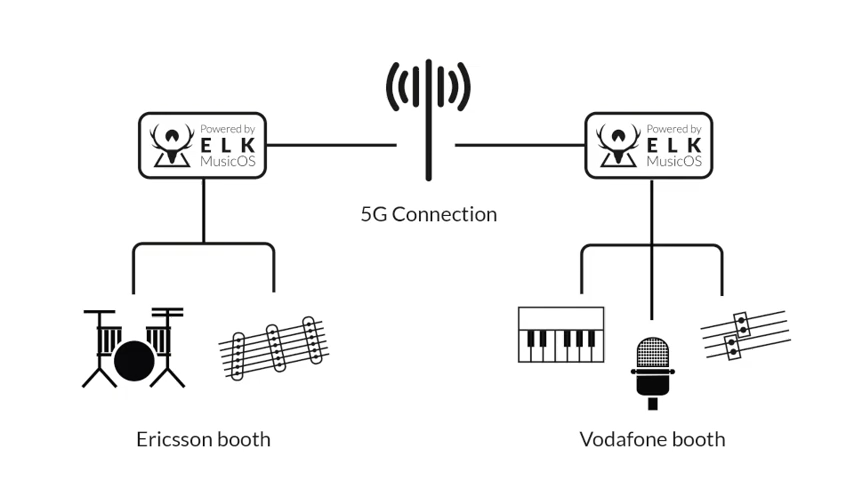 Powered by
ELK
MusicOS
Powered by
ELK
MusicOS
5G Connection
Ericsson booth
Vodafone booth